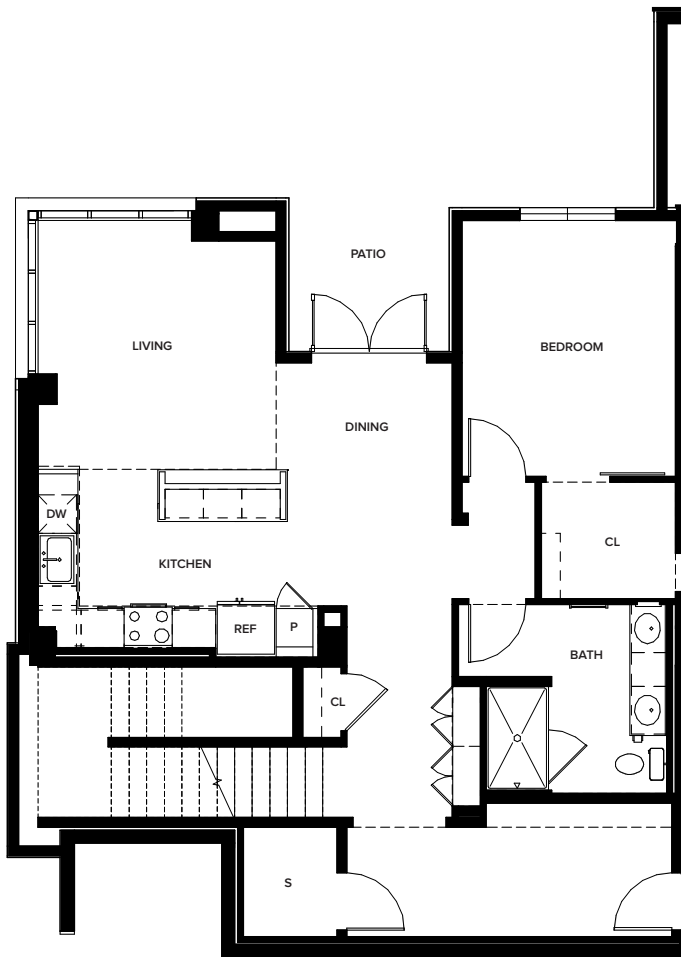 PATIO
LIVING
BEDROOM
DINING
DW
CL
KITCHEN
REF
P
BATH
CL
S